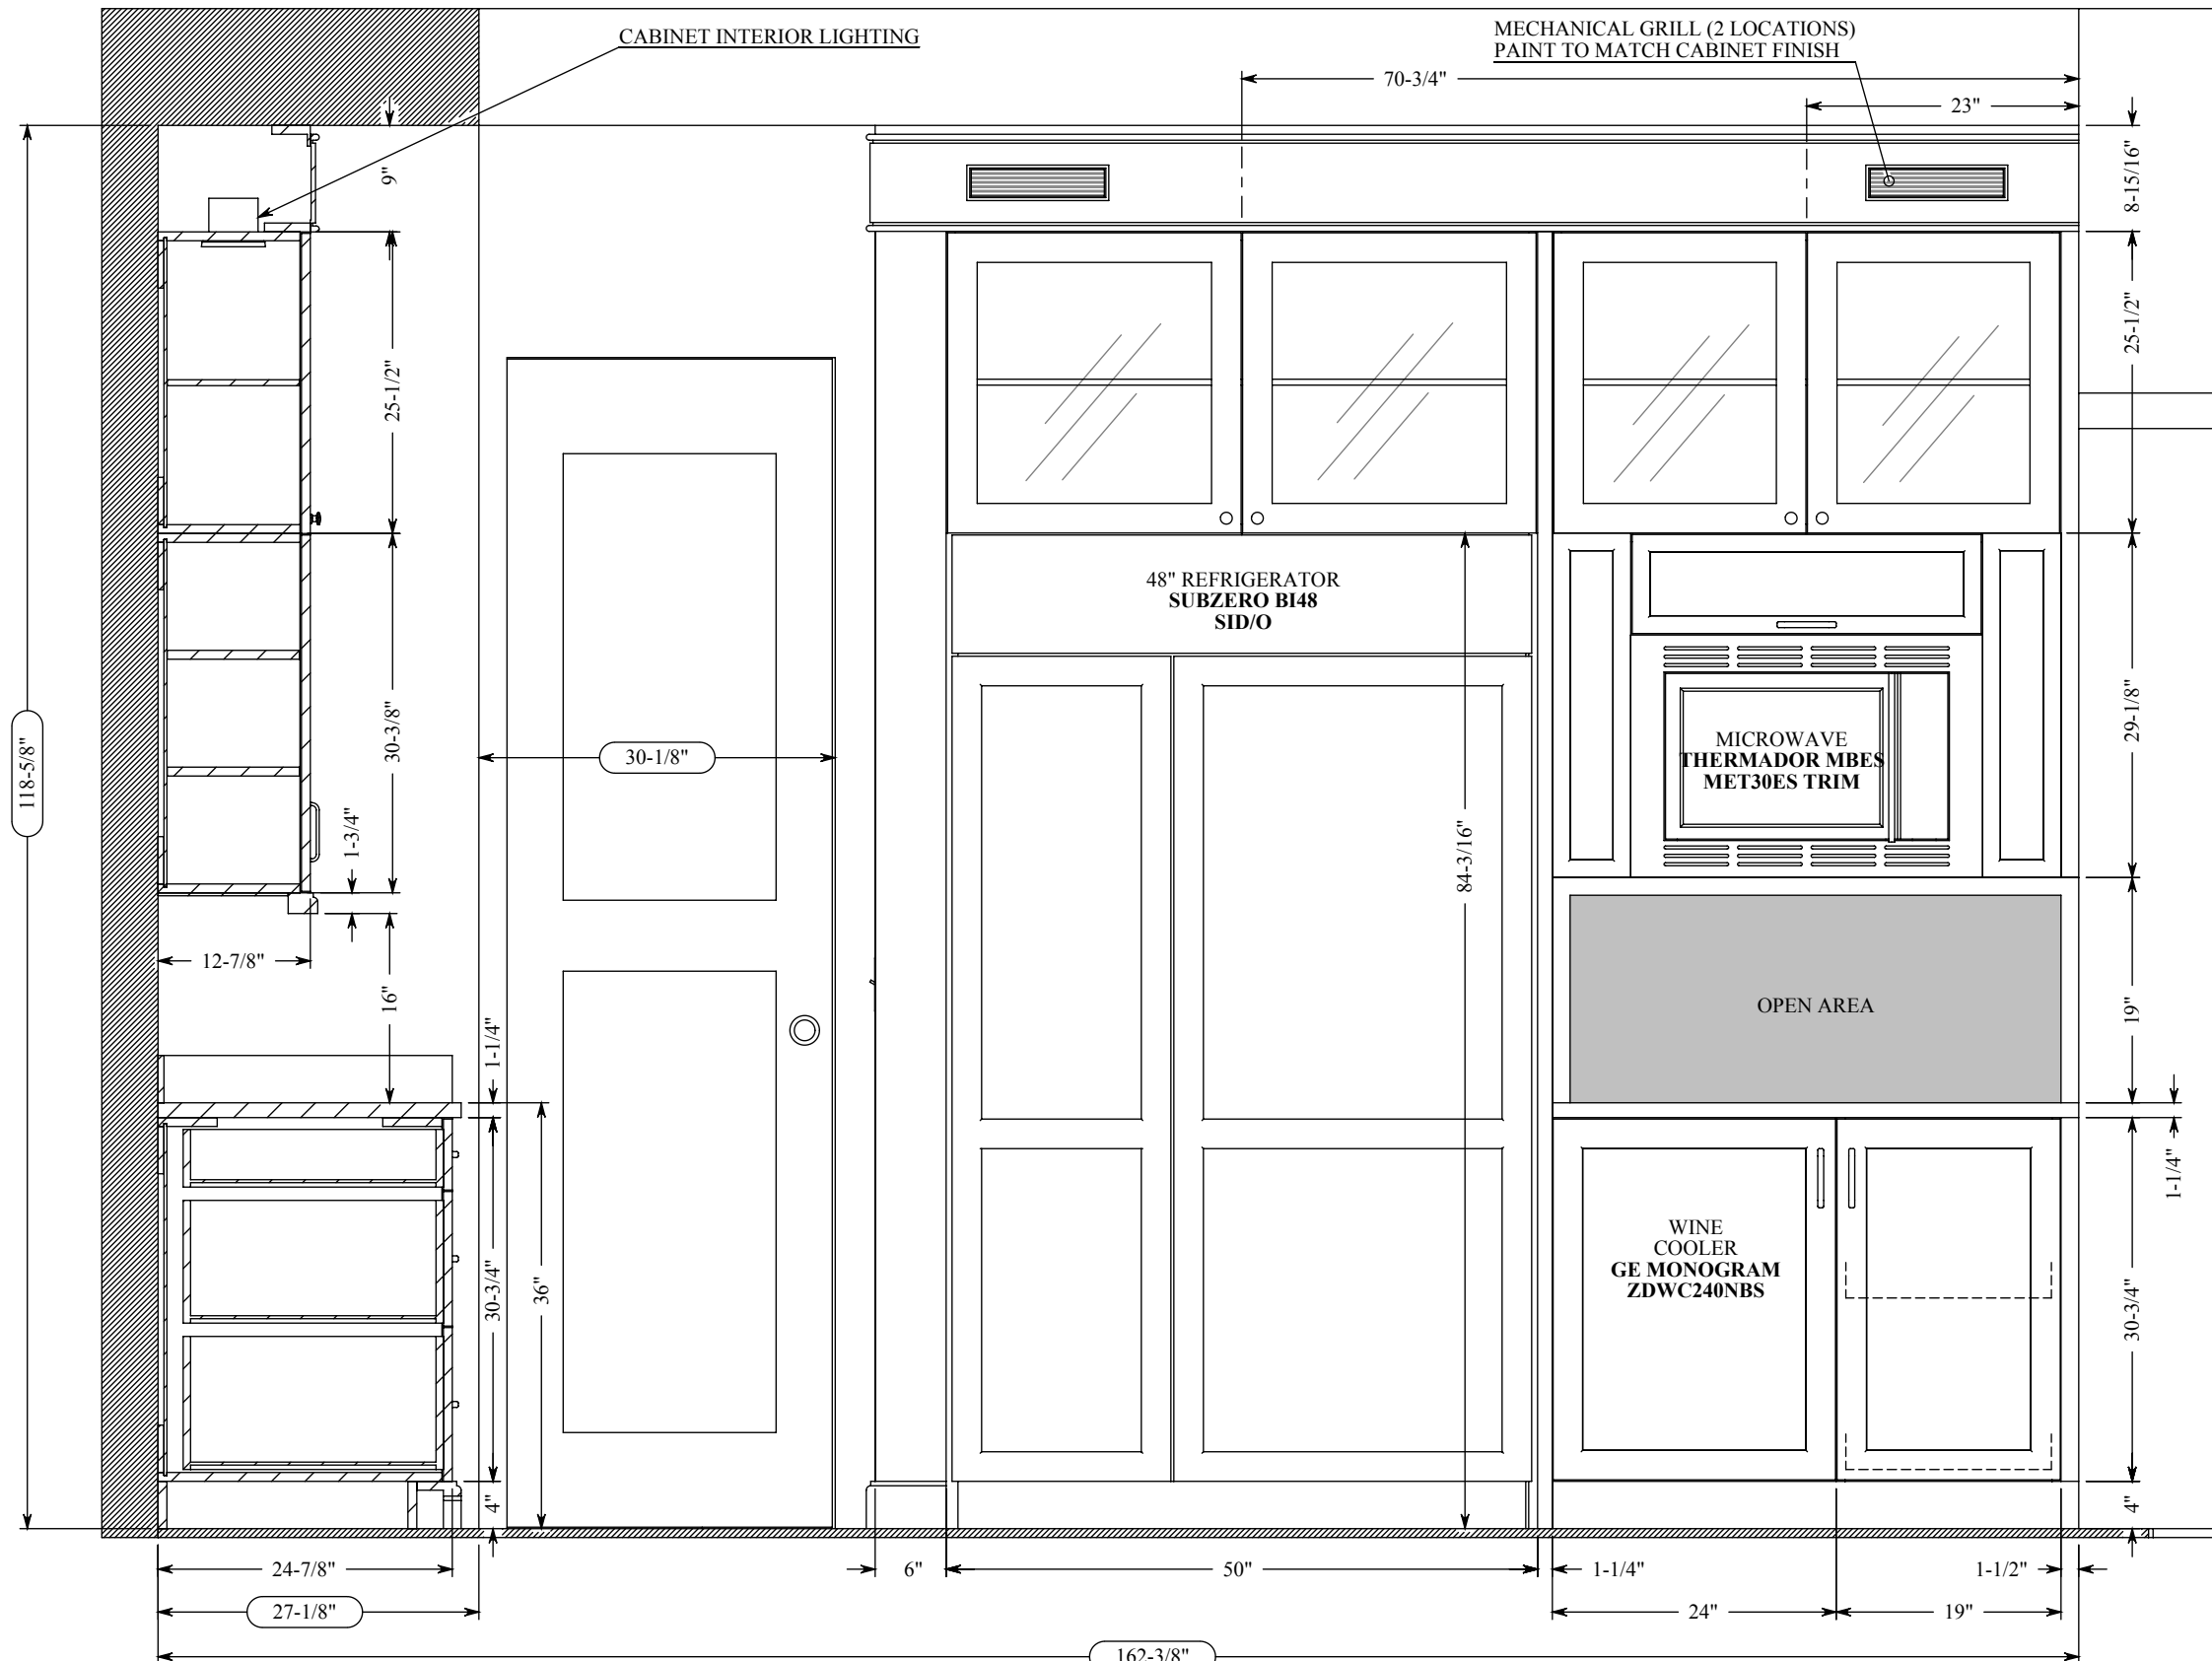 CABINET INTERIOR LIGHTING
MECHANICAL GRILL (2 LOCATIONS)
PAINT TO MATCH CABINET FINISH
70-3/4"
23"
9"
8-15/16"
25-1/2"
25-1/2"
48" REFRIGERATOR
SUBZERO BI48
SID/O
118-5/8"
30-3/8"
30-1/8"
29-1/8"
MICROWAVE
THERMADOR MBES
MET30ES TRIM
1-3/4"
84-3/16"
12-7/8"
16"
OPEN AREA
19"
1-1/4"
1-1/4"
WINE
COOLER
GE MONOGRAM
ZDWC240NBS
30-3/4"
36"
30-3/4"
4"
4"
24-7/8"
6"
50"
1-1/4"
1-1/2"
27-1/8"
24"
19"
162-3/8"